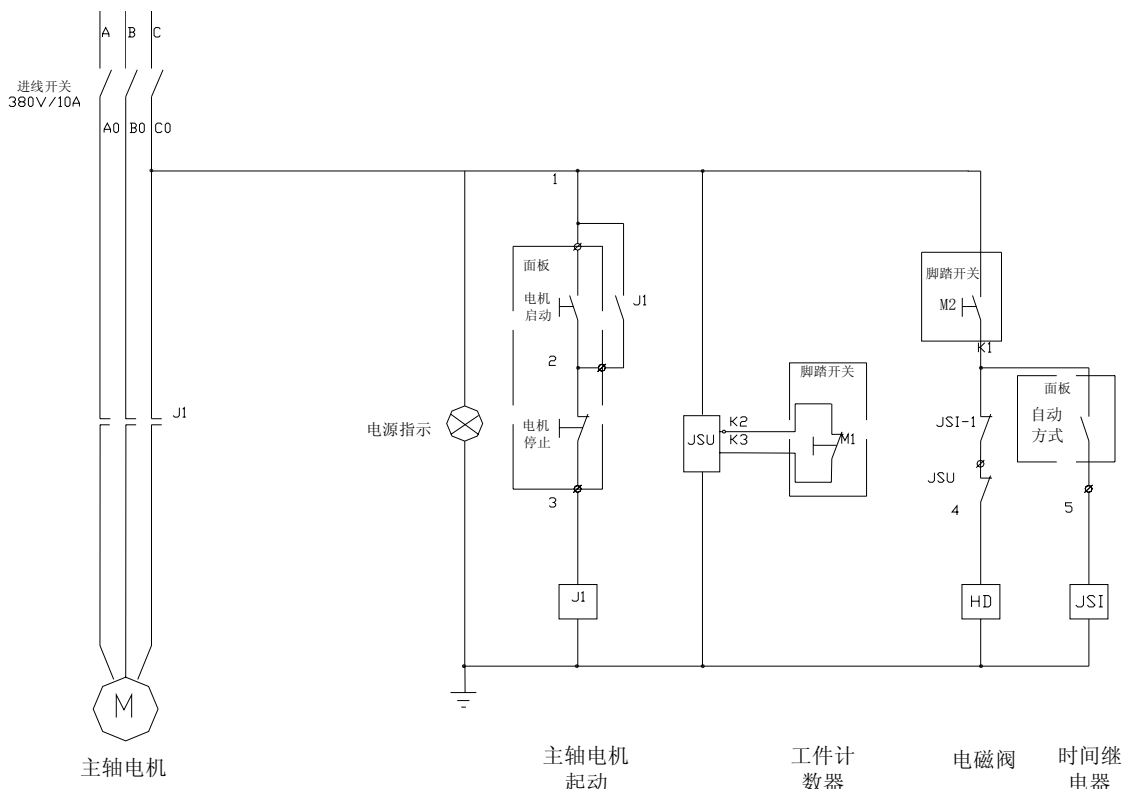 A B C
进线开关
380V/10A
A0 B0 C0
1
面板
电机
启动
J1
2
电机
停止
3
J1
J1
电源指示
JSU
K2
K3
脚踏开关
M1
脚踏开关
M2
K1
面板
自动
方式
JSI-1
JSU
4
5
HD
JSI
M
主轴电机
主轴电机
起动
工件计
数器
电磁阀
时间继
电器